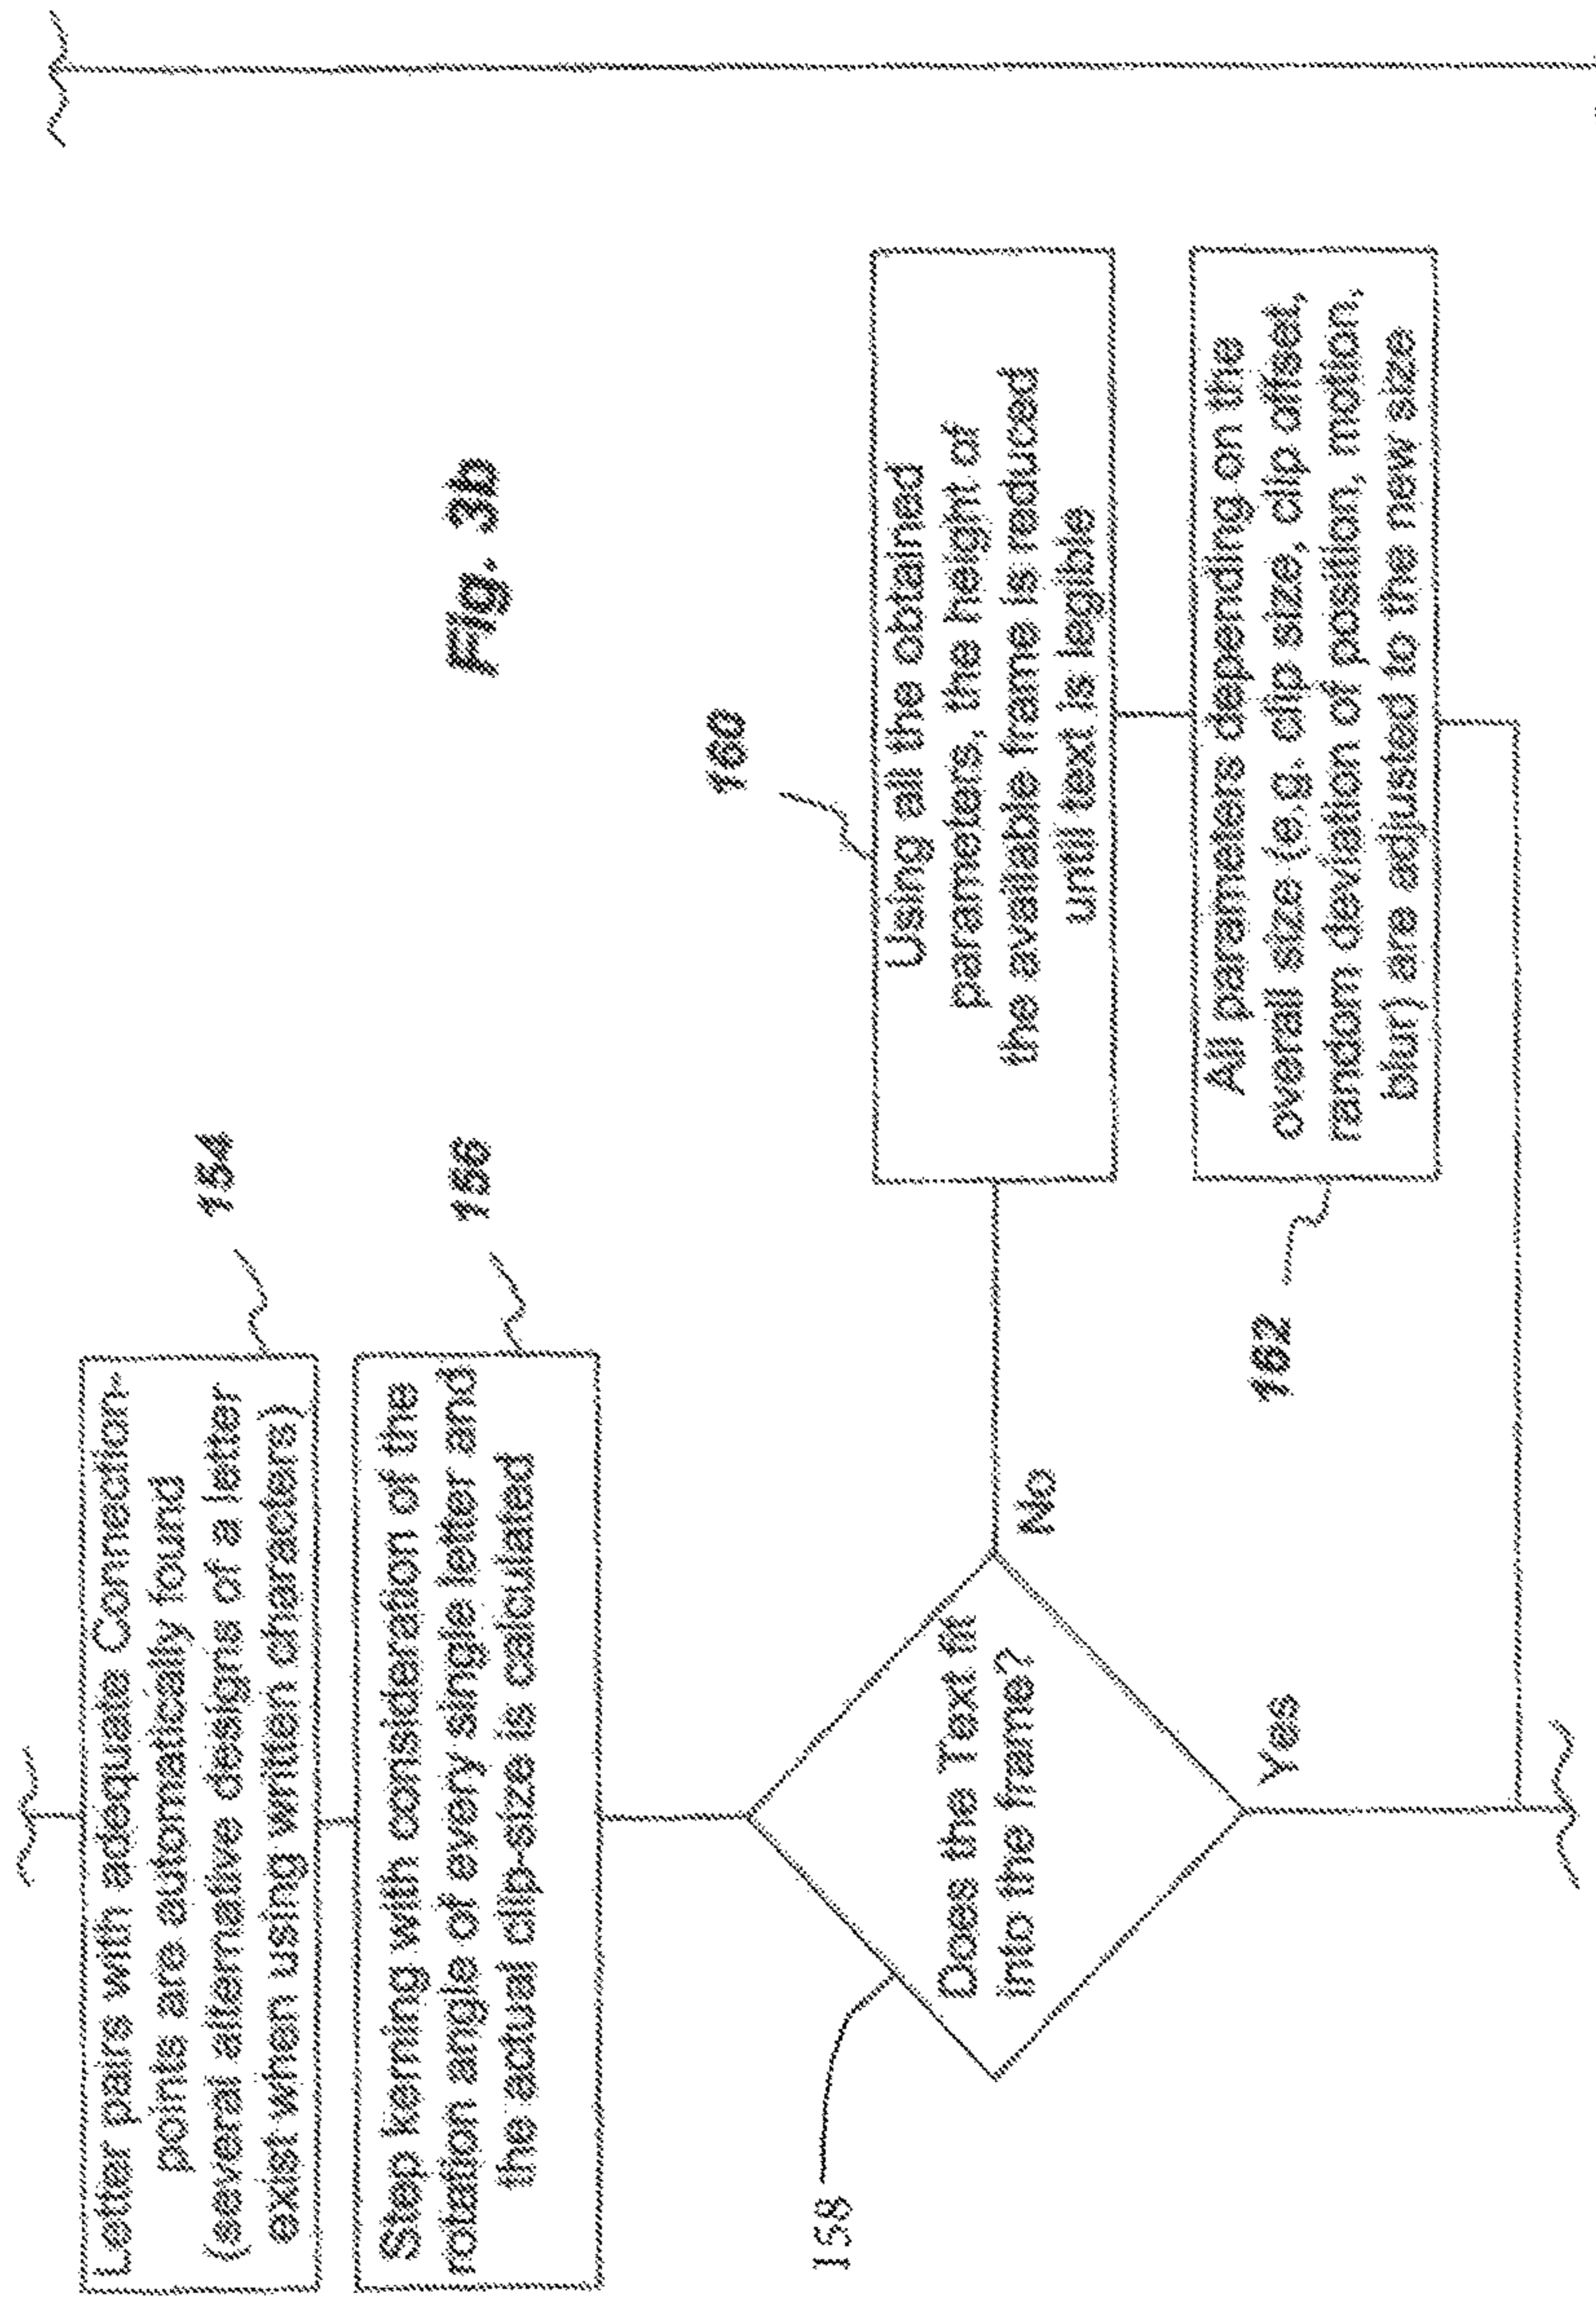 Letter pairs with adequate Connection-
points are automatically found
(several alternative designs of a letter
exist when using written characters)
154
Step kerning with consideration of the
rotation angle of every single letter and
the actual clip-size is calculated
156
Fig. 3b
158
Does the Text fit
into the frame?
No
Yes
160
Using all the obtained
parameters, the height of
the available frame is reduced
until text is legible
162
All parameters depending on the
overall size (e.g. clip size, clip offset,
random deviation of position, motion,
blur) are adjusted to the new size